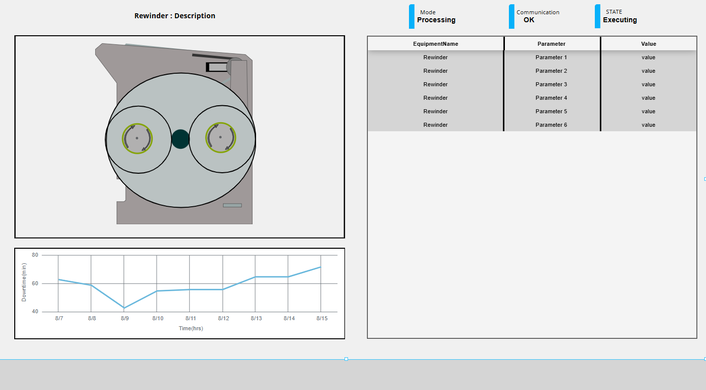 Rewinder : Description
Mode
Processing
Communication
OK
STATE
Executing
EquipmentName Parameter Value
Rewinder Parameter 1 value
Rewinder Parameter 2 value
Rewinder Parameter 3 value
Rewinder Parameter 4 value
Rewinder Parameter 5 value
Rewinder Parameter 6 value
80
60
40
Downtime(min)
8/7 8/8 8/9 8/10 8/11 8/12 8/13 8/14 8/15
Time(hrs)